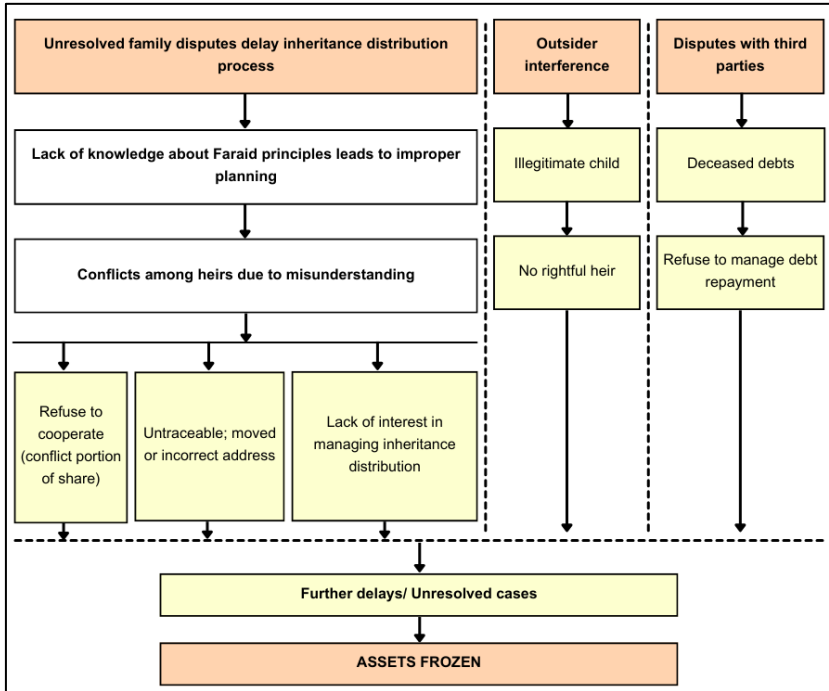 Unresolved family disputes delay inheritance distribution
process
Outsider
interference
Disputes with third
parties
Lack of knowledge about Faraid principles leads to improper
planning
Illegitimate child
Deceased debts
Conflicts among heirs due to misunderstanding
No rightful heir
Refuse to manage debt
repayment
Refuse to
cooperate
(conflict portion
of share)
Untraceable; moved
or incorrect address
Lack of interest in
managing inheritance
distribution
Further delays/ Unresolved cases
ASSETS FROZEN